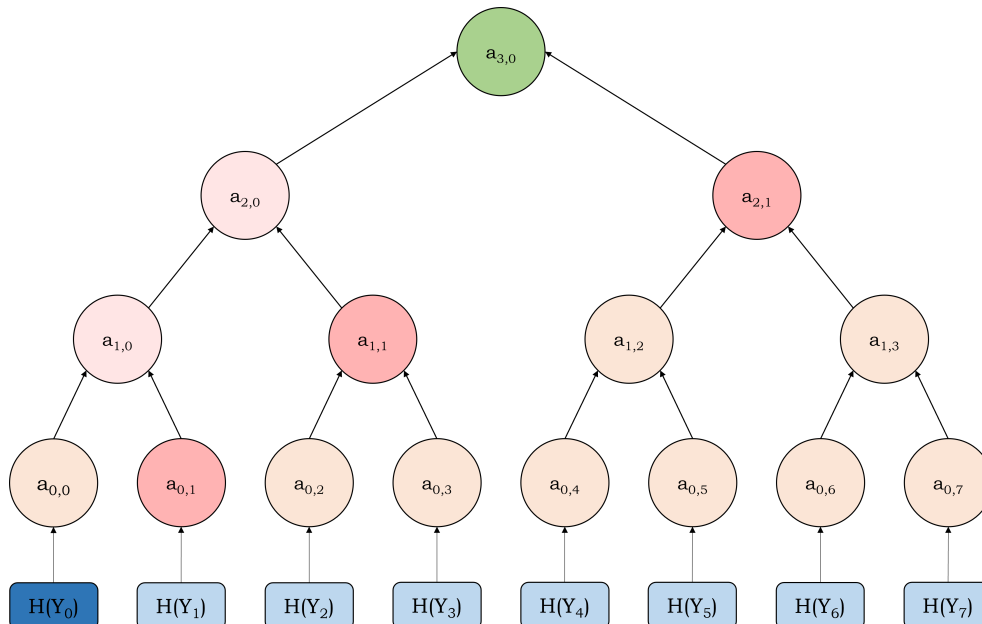 a3,0
a2,0 a2,1
a1,0 a1,1 a1,2 a1,3
a0,0 a0,1 a0,2 a0,3 a0,4 a0,5 a0,6 a0,7
H(Y0) H(Y1) H(Y2) H(Y3) H(Y4) H(Y5) H(Y6) H(Y7)